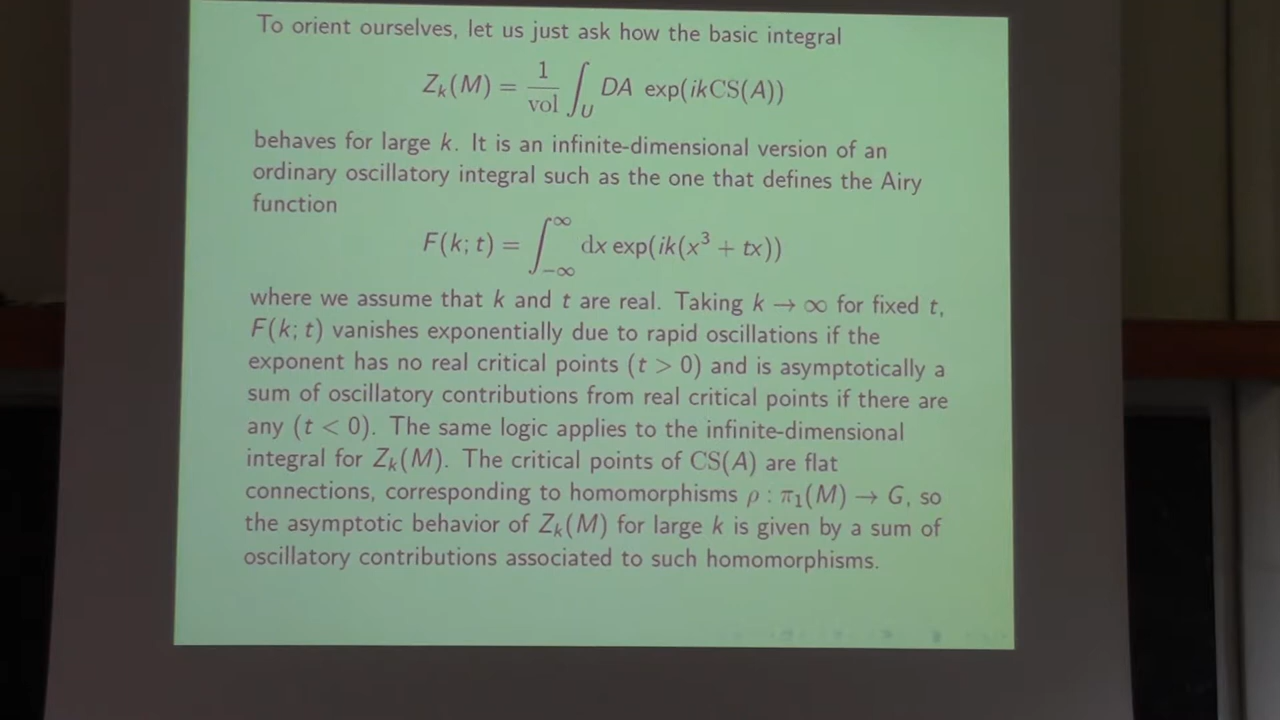 To orient ourselves, let us just ask how the basic integral
Z_k(M) = 1/vol ∫_U DA exp(ikCS(A))
behaves for large k. It is an infinite-dimensional version of an
ordinary oscillatory integral such as the one that defines the Airy
function
F(k; t) = ∫_{-∞}^{∞} dx exp(ik(x³ + tx))
where we assume that k and t are real. Taking k → ∞ for fixed t,
F(k; t) vanishes exponentially due to rapid oscillations if the
exponent has no real critical points (t > 0) and is asymptotically a
sum of oscillatory contributions from real critical points if there are
any (t < 0). The same logic applies to the infinite-dimensional
integral for Z_k(M). The critical points of CS(A) are flat
connections, corresponding to homomorphisms ρ : π₁(M) → G, so
the asymptotic behavior of Z_k(M) for large k is given by a sum of
oscillatory contributions associated to such homomorphisms.